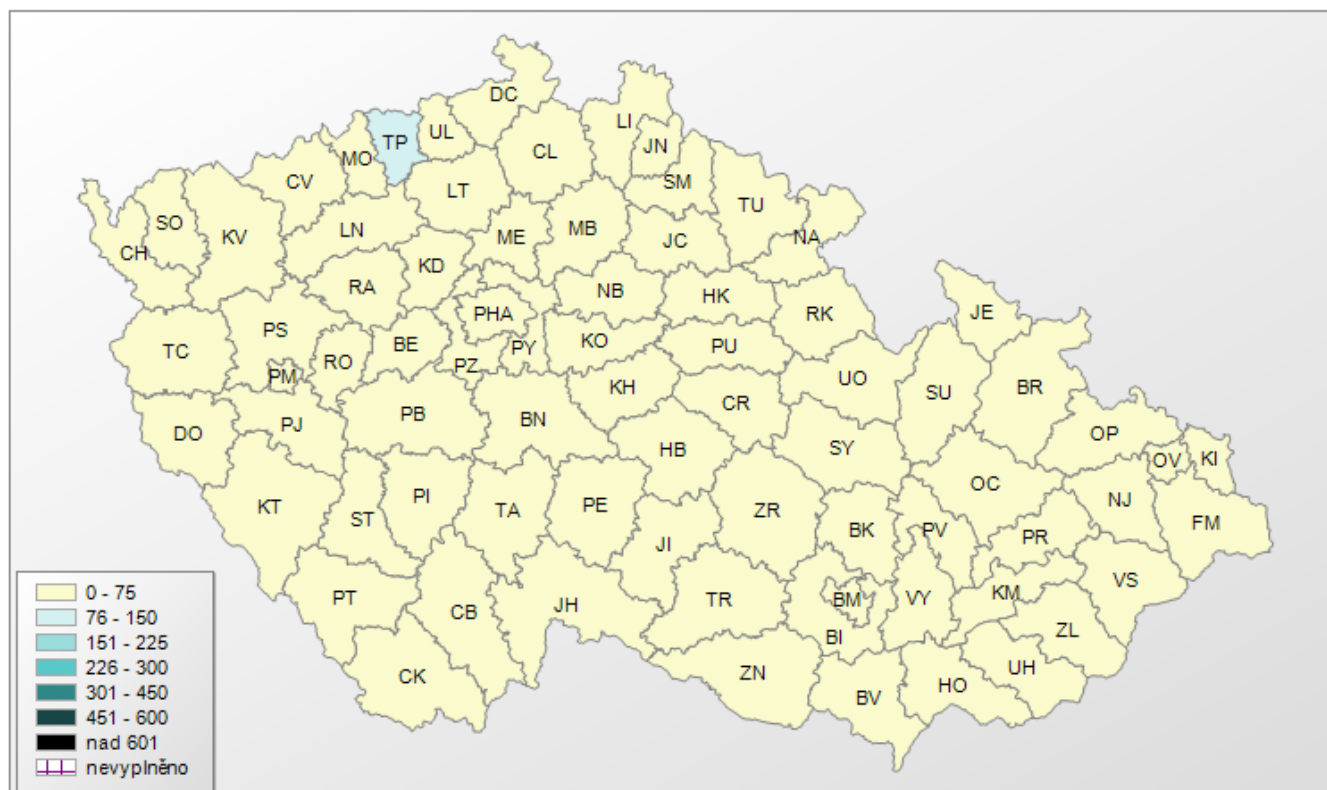 DC
LI
UL
TP
JN
MO
CL
CV
SM
LT
TU
SO
KV
LN
ME
MB
JC
NA
CH
KD
RA
NB
HK
PHA
RK
JE
PS
KO
TC
BE
PY
PU
RO
PZ
PM
UO
KH
BR
SU
CR
PB
BN
PJ
DO
OP
HB
SY
OV
KI
OC
PI
KT
TA
PE
ZR
NJ
ST
FM
BK
PV
PR
JI
VS
PT
KM
TR
BM
VY
JH
CB
ZL
BI
UH
ZN
CK
HO
BV
0 - 75
76 - 150
151 - 225
226 - 300
301 - 450
451 - 600
nad 601
nevyplněno